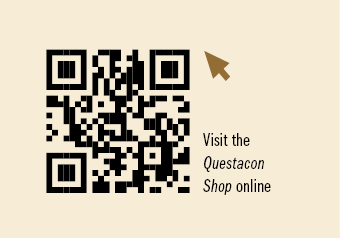 Visit the
Questacon
Shop online